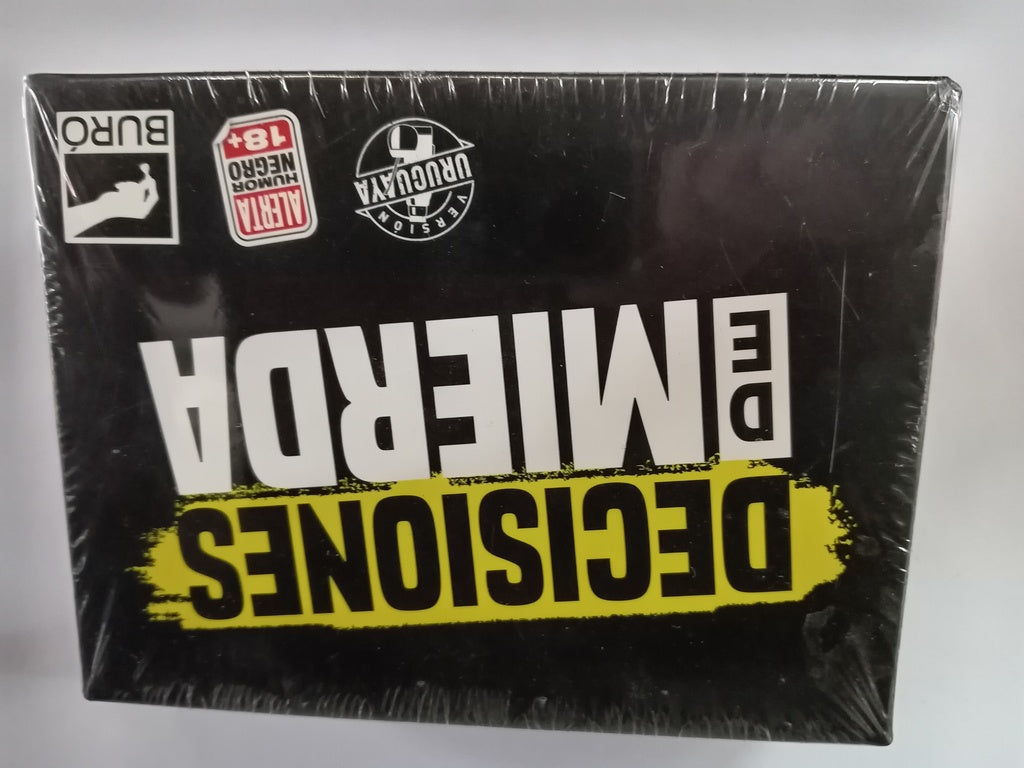 DECISIONES
DE MIERDA
VERSIÓN
URUGUAYA
ALERTA
HUMOR
NEGRO
18+
BURÓ